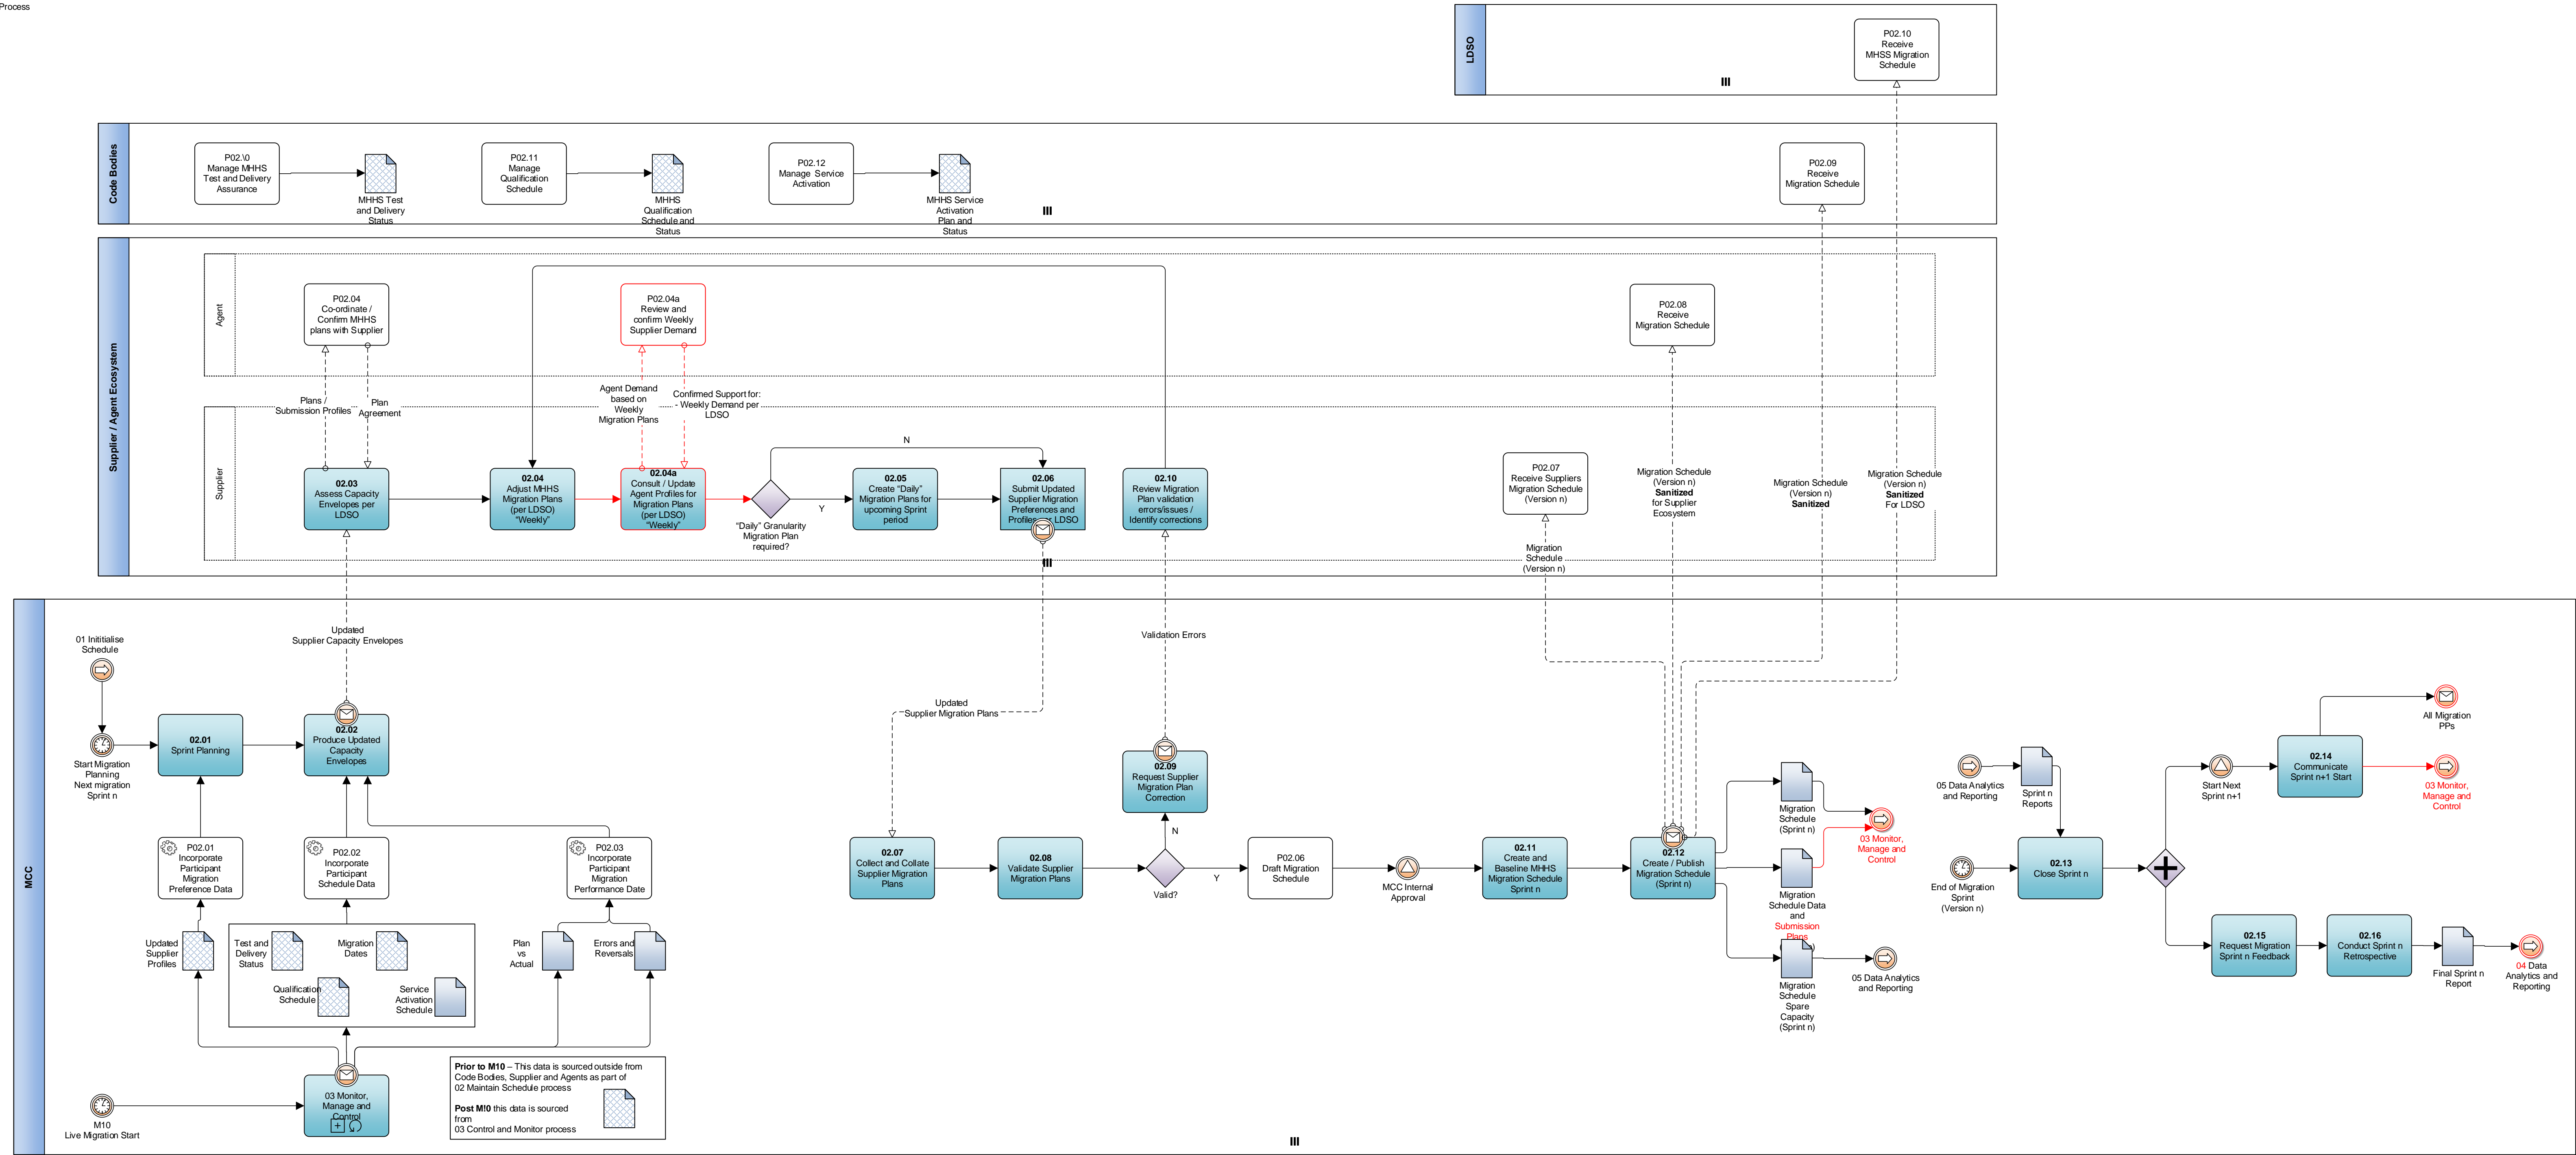 Process
LDSO
P02.10
Receive
MHSS Migration
Schedule
Code Bodies
P02.\0
Manage MHHS
Test and Delivery
Assurance
MHHS Test
and Delivery
Status
P02.11
Manage
Qualification
Schedule
MHHS
Qualification
Schedule and
Status
P02.12
Manage Service
Activation
MHHS Service
Activation
Plan and
Status
P02.09
Receive
Migration Schedule
Supplier / Agent Ecosystem
Agent
P02.04
Co-ordinate /
Confirm MHHS
plans with Supplier
P02.04a
Review and
confirm Weekly
Supplier Demand
P02.08
Receive
Migration Schedule
Plans /
Submission Profiles
Plan
Agreement
Agent Demand
based on
Weekly
Migration Plans
Confirmed Support for:
- Weekly Demand per
LDSO
Supplier
02.03
Assess Capacity
Envelopes per
LDSO
02.04
Adjust MHHS
Migration Plans
(per LDSO)
"Weekly"
02.04a
Consult / Update
Agent Profiles for
Migration Plans
(per LDSO)
"Weekly"
"Daily" Granularity
Migration Plan
required?
N
Y
02.05
Create "Daily"
Migration Plans for
upcoming Sprint
period
02.06
Submit Updated
Supplier Migration
Preferences and
Profiles per LDSO
02.10
Review Migration
Plan validation
errors/issues /
Identify corrections
P02.07
Receive Suppliers
Migration Schedule
(Version n)
Migration
Schedule
(Version n)
Migration Schedule
(Version n)
Sanitized
for Supplier
Ecosystem
Migration Schedule
(Version n)
Sanitized
Migration Schedule
(Version n)
Sanitized
For LDSO
MCC
01 Inititialise
Schedule
Start Migration
Planning
Next migration
Sprint n
02.01
Sprint Planning
Updated
Supplier Capacity Envelopes
02.02
Produce Updated
Capacity
Envelopes
P02.01
Incorporate
Participant
Migration
Preference Data
P02.02
Incorporate
Participant
Schedule Data
P02.03
Incorporate
Participant
Migration
Performance Date
Updated
Supplier
Profiles
Test and
Delivery
Status
Migration
Dates
Qualification
Schedule
Service
Activation
Schedule
Plan
vs
Actual
Errors and
Reversals
M10
Live Migration Start
03 Monitor,
Manage and
Control
Prior to M10 – This data is sourced outside from
Code Bodies, Supplier and Agents as part of
02 Maintain Schedule process
Post M!0 this data is sourced
from
03 Control and Monitor process
Updated
Supplier Migration Plans
02.07
Collect and Collate
Supplier Migration
Plans
02.08
Validate Supplier
Migration Plans
Validation Errors
02.09
Request Supplier
Migration Plan
Correction
N
Valid?
Y
P02.06
Draft Migration
Schedule
MCC Internal
Approval
02.11
Create and
Baseline MHHS
Migration Schedule
Sprint n
02.12
Create / Publish
Migration Schedule
(Sprint n)
Migration
Schedule
(Sprint n)
Migration
Schedule Data
and
Submission
Plans
Migration
Schedule
Spare
Capacity
(Sprint n)
03 Monitor,
Manage and
Control
05 Data Analytics
and Reporting
05 Data Analytics
and Reporting
Sprint n
Reports
End of Migration
Sprint
(Version n)
02.13
Close Sprint n
Start Next
Sprint n+1
02.14
Communicate
Sprint n+1 Start
All Migration
PPs
03 Monitor,
Manage and
Control
02.15
Request Migration
Sprint n Feedback
02.16
Conduct Sprint n
Retrospective
Final Sprint n
Report
04 Data
Analytics and
Reporting